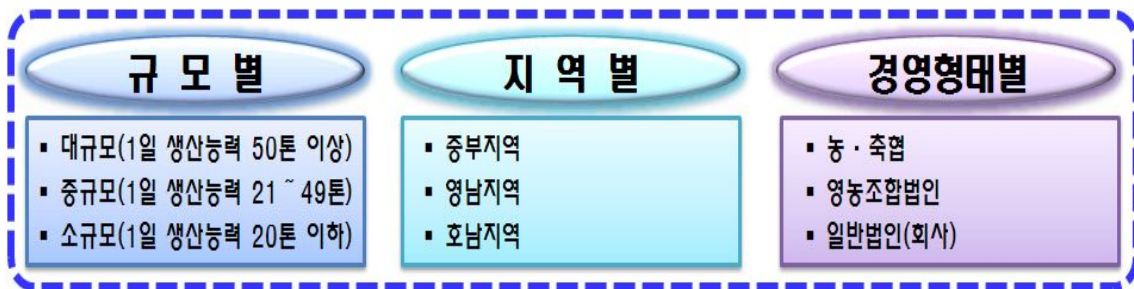 규 모 별
▪ 대규모(1일 생산능력 50톤 이상)
▪ 중규모(1일 생산능력 21 ~ 49톤)
▪ 소규모(1일 생산능력 20톤 이하)
지 역 별
▪ 중부지역
▪ 영남지역
▪ 호남지역
경영형태별
▪ 농 · 축협
▪ 영농조합법인
▪ 일반법인(회사)